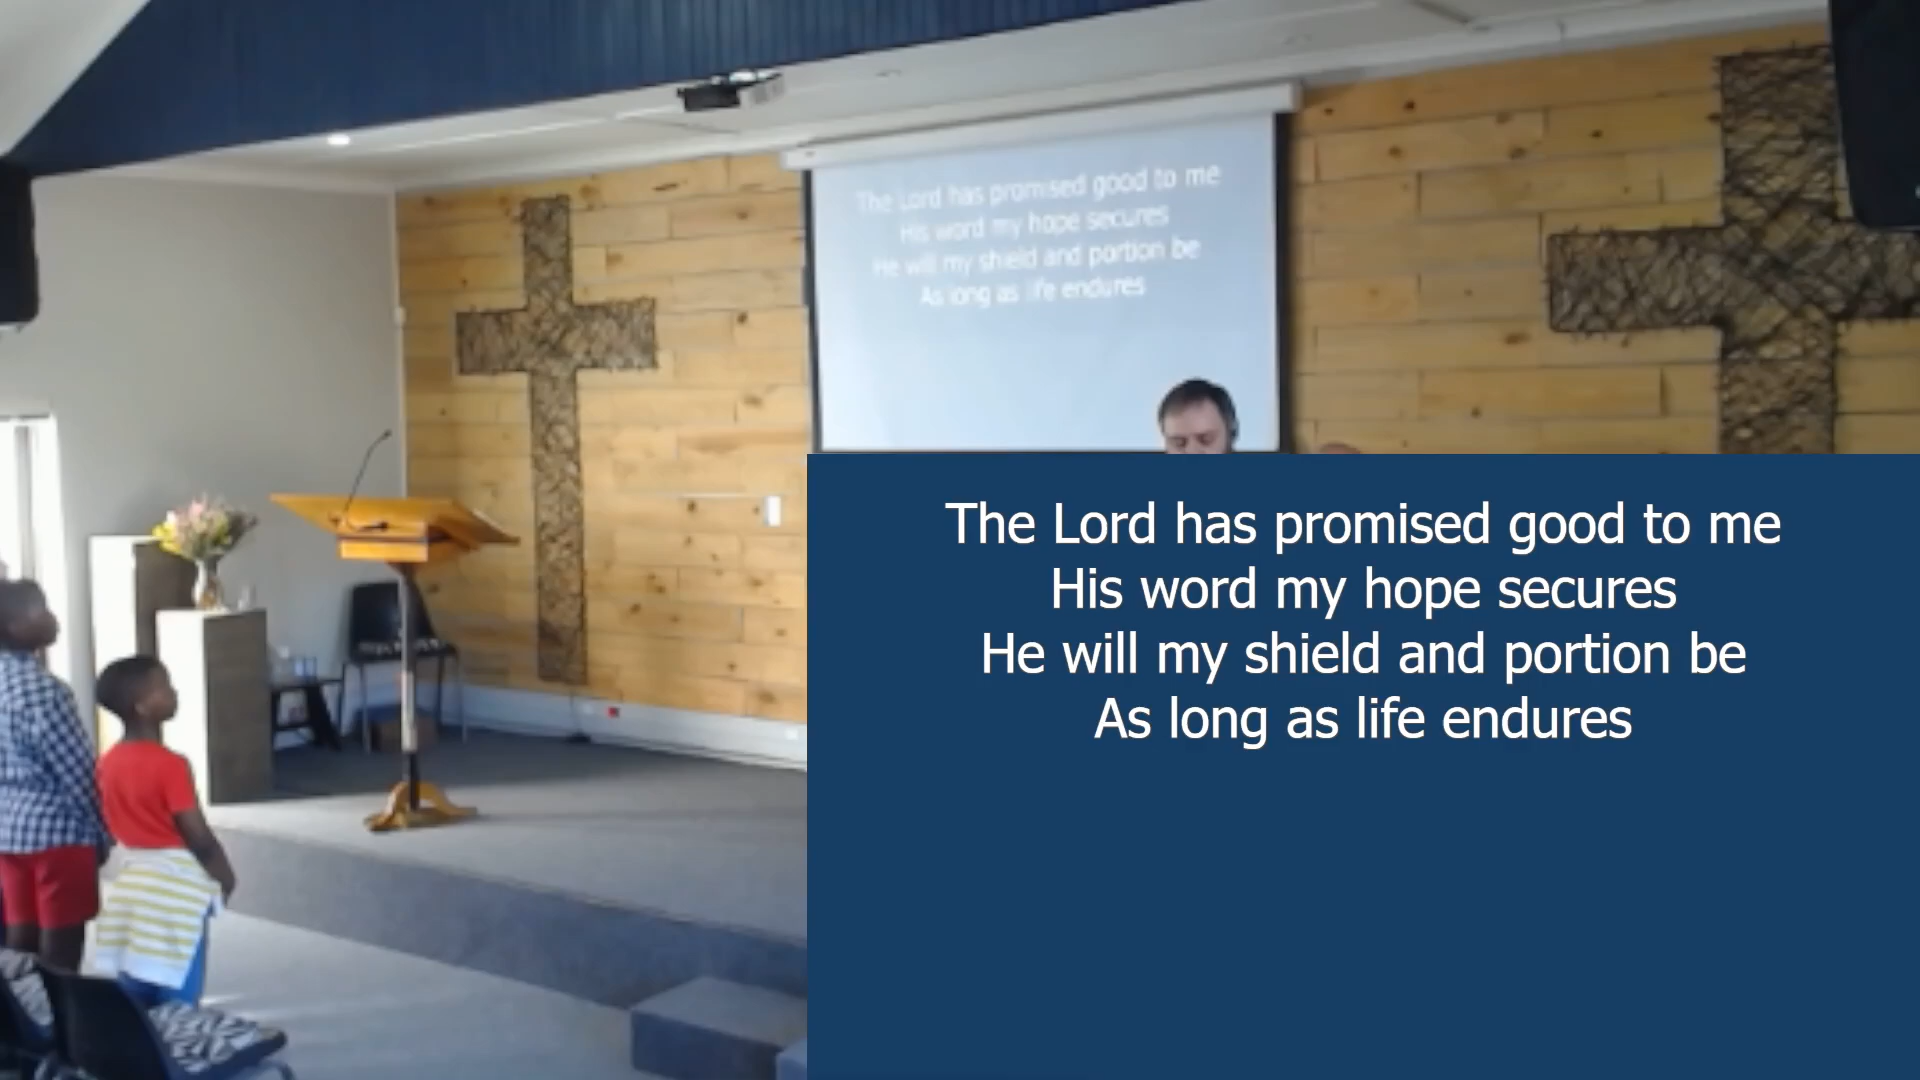 The Lord has promised good to me
His word my hope secures
He will my shield and portion be
As long as life endures
The Lord has promised good to me
His word my hope secures
He will my shield and portion be
As long as life endures